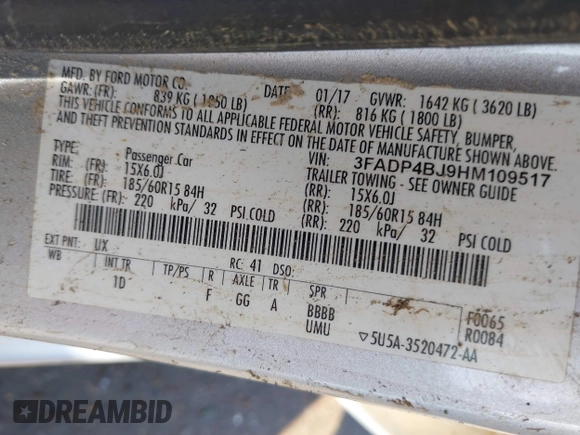 MFD. BY FORD MOTOR CO.
DATE: 01/17 GVWR: 1642 KG ( 3620 LB)
GAWR: (FR): 839 KG ( 1850 LB) (RR): 816 KG ( 1800 LB)
THIS VEHICLE CONFORMS TO ALL APPLICABLE FEDERAL MOTOR VEHICLE SAFETY, BUMPER,
AND THEFT PREVENTION STANDARDS IN EFFECT ON THE DATE OF MANUFACTURE SHOWN ABOVE.
VIN: 3FADP4BJ9HM109517
TYPE: Passenger Car TRAILER TOWING - SEE OWNER GUIDE
RIM: (FR) 15X6.0J (RR) 15X6.0J
TIRE: (FR) 185/60R15 84H (RR) 185/60R15 84H
PRESSURE: (FR) 220 kPa/ 32 PSI COLD (RR) 220 kPa/ 32 PSI COLD
EXT PNT: UX RC: 41 DSO:
WB INT TR TP/PS R AXLE TR SPR
1D F GG A BBBB
UMU
F0065
R0084
▽5U5A-3520472-AA
DREAMBID